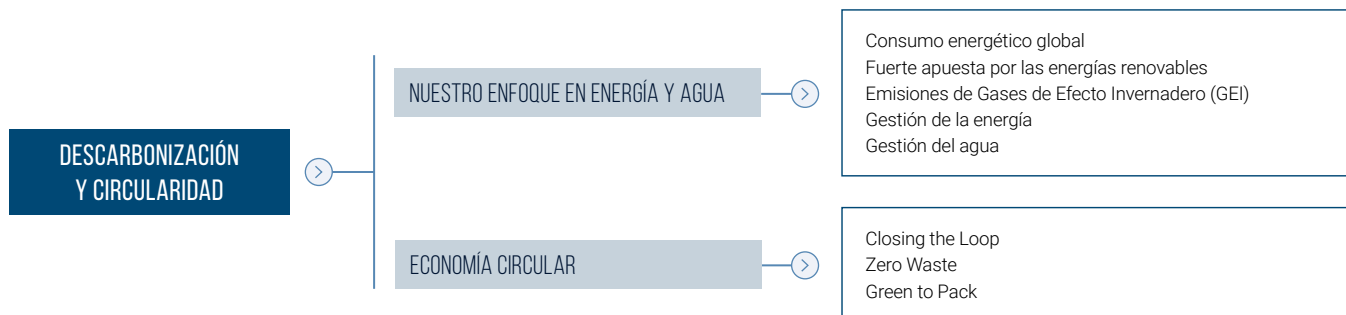 DESCARBONIZACIÓN
Y CIRCULARIDAD
NUESTRO ENFOQUE EN ENERGÍA Y AGUA
Consumo energético global
Fuerte apuesta por las energías renovables
Emisiones de Gases de Efecto Invernadero (GEI)
Gestión de la energía
Gestión del agua
ECONOMÍA CIRCULAR
Closing the Loop
Zero Waste
Green to Pack